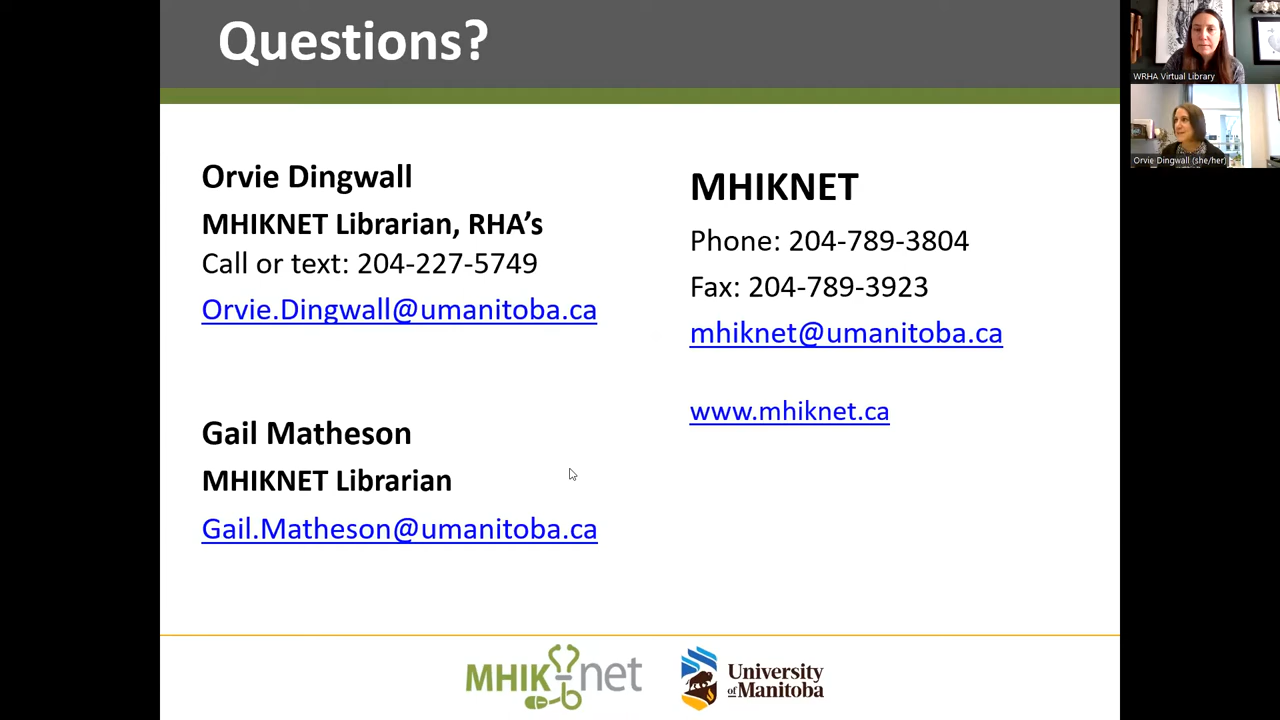 Questions?
Orvie Dingwall
MHIKNET Librarian, RHA's
Call or text: 204-227-5749
Orvie.Dingwall@umanitoba.ca
Gail Matheson
MHIKNET Librarian
Gail.Matheson@umanitoba.ca
MHIKNET
Phone: 204-789-3804
Fax: 204-789-3923
mhiknet@umanitoba.ca
www.mhiknet.ca
MHIK net
University
of Manitoba
WRHA Virtual Library
Orvie Dingwall (she/her)